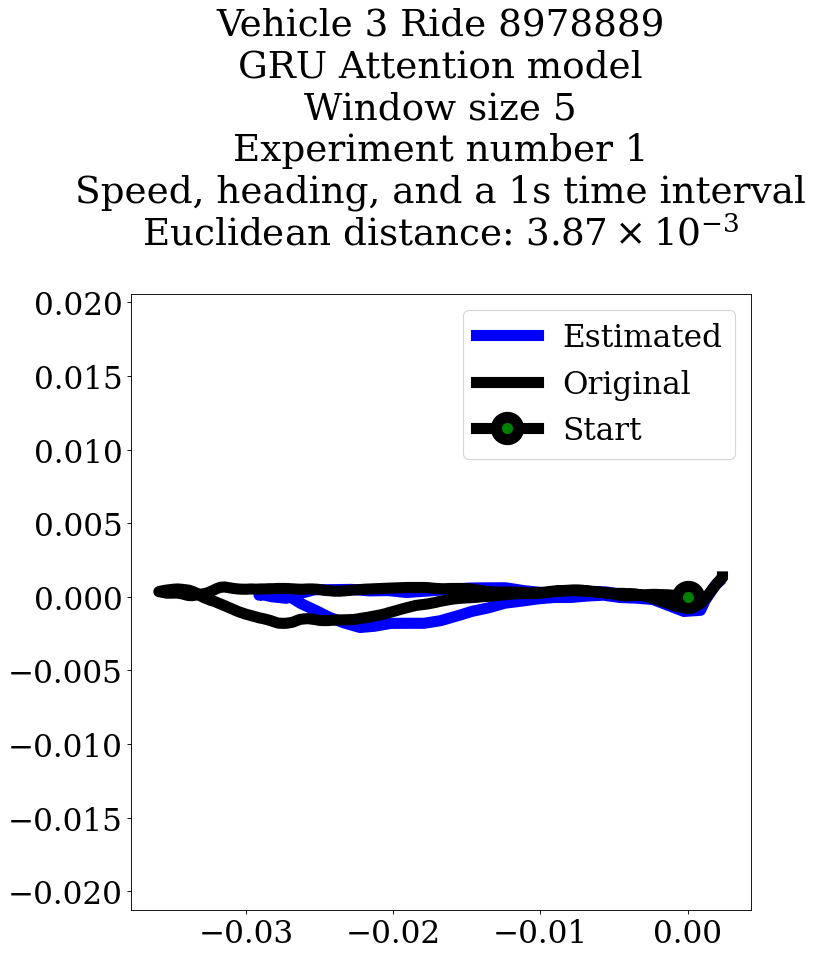 Vehicle 3 Ride 8978889
GRU Attention model
Window size 5
Experiment number 1
Speed, heading, and a 1s time interval
Euclidean distance: 3.87 × 10⁻³
Estimated
Original
Start
0.020
0.015
0.010
0.005
0.000
−0.005
−0.010
−0.015
−0.020
−0.03 −0.02 −0.01 0.00